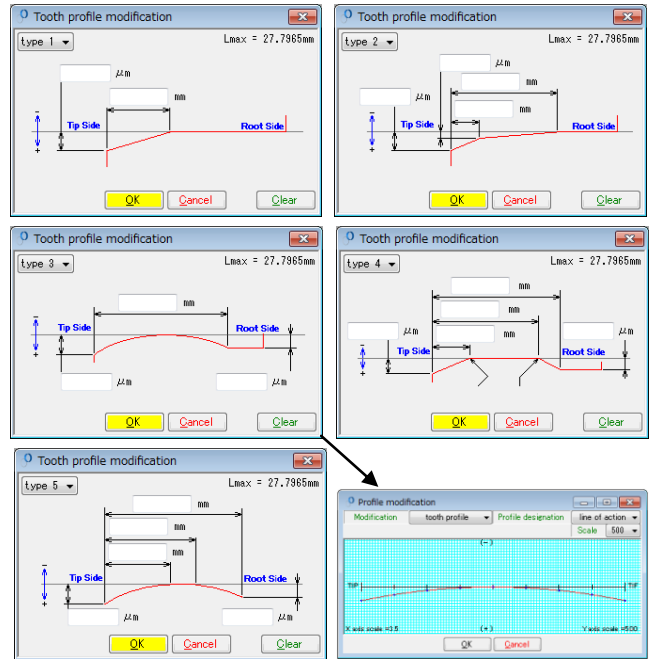 Tooth profile modification
type 1
Lmax = 27.7965mm
μm
mm
-
Tip Side
Root Side
+
OK Cancel Clear
Tooth profile modification
type 2
Lmax = 27.7965mm
μm
mm
μm
mm
-
Tip Side
Root Side
+
OK Cancel Clear
Tooth profile modification
type 3
Lmax = 27.7965mm
mm
-
Tip Side
Root Side
+
μm
μm
OK Cancel Clear
Tooth profile modification
type 4
Lmax = 27.7965mm
mm
mm
μm
mm
μm
-
Tip Side
Root Side
+
OK Cancel Clear
Tooth profile modification
type 5
Lmax = 27.7965mm
mm
mm
mm
-
Tip Side
Root Side
+
μm
μm
OK Cancel Clear
Profile modification
Modification tooth profile Profile designation line of action
Scale 500
(-)
TIP
TIF
X axis scale =3.5
(+)
Y axis scale =500
OK Cancel